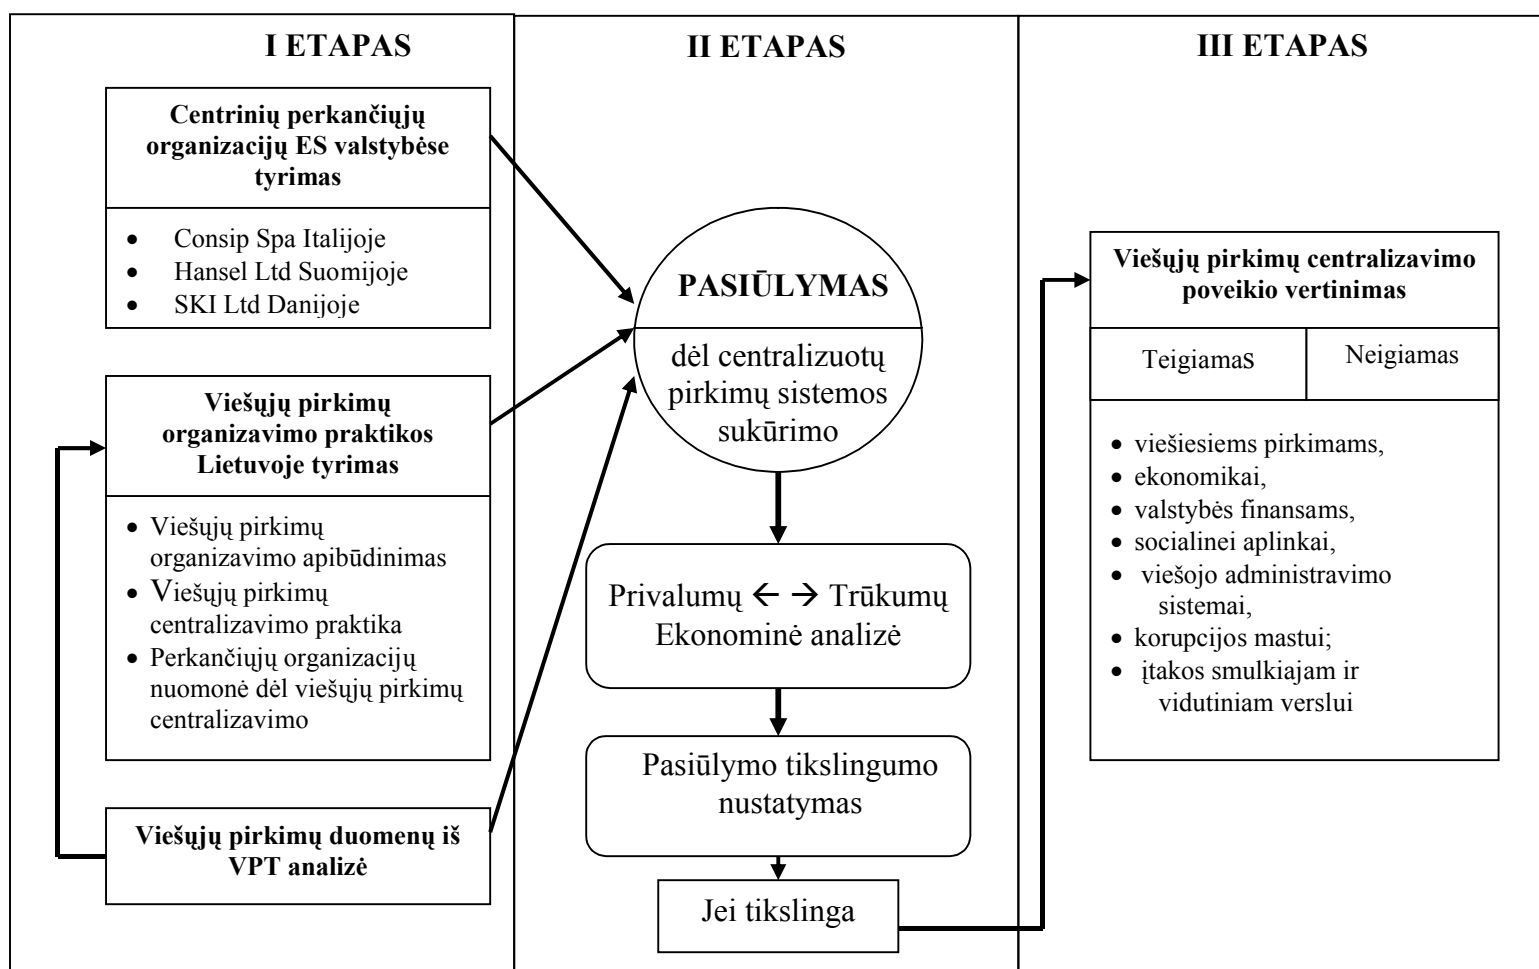 I ETAPAS
Centrinių perkančiųjų
organizacijų ES valstybėse
tyrimas
• Consip Spa Italijoje
• Hansel Ltd Suomijoje
• SKI Ltd Danijoje
Viešųjų pirkimų
organizavimo praktikos
Lietuvoje tyrimas
• Viešųjų pirkimų
organizavimo apibūdinimas
• Viešųjų pirkimų
centralizavimo praktika
• Perkančiųjų organizacijų
nuomonė dėl viešųjų pirkimų
centralizavimo
Viešųjų pirkimų duomenų iš
VPT analizė
II ETAPAS
PASIŪLYMAS
dėl centralizuotų
pirkimų sistemos
sukūrimo
Privalumų ← → Trūkumų
Ekonominė analizė
Pasiūlymo tikslingumo
nustatymas
Jei tikslinga
III ETAPAS
Viešųjų pirkimų centralizavimo
poveikio vertinimas
Teigiamas
Neigiamas
• viešiesiems pirkimams,
• ekonomikai,
• valstybės finansams,
• socialinei aplinkai,
• viešojo administravimo
sistemai,
• korupcijos mastui;
• įtakos smulkiajam ir
vidutiniam verslui